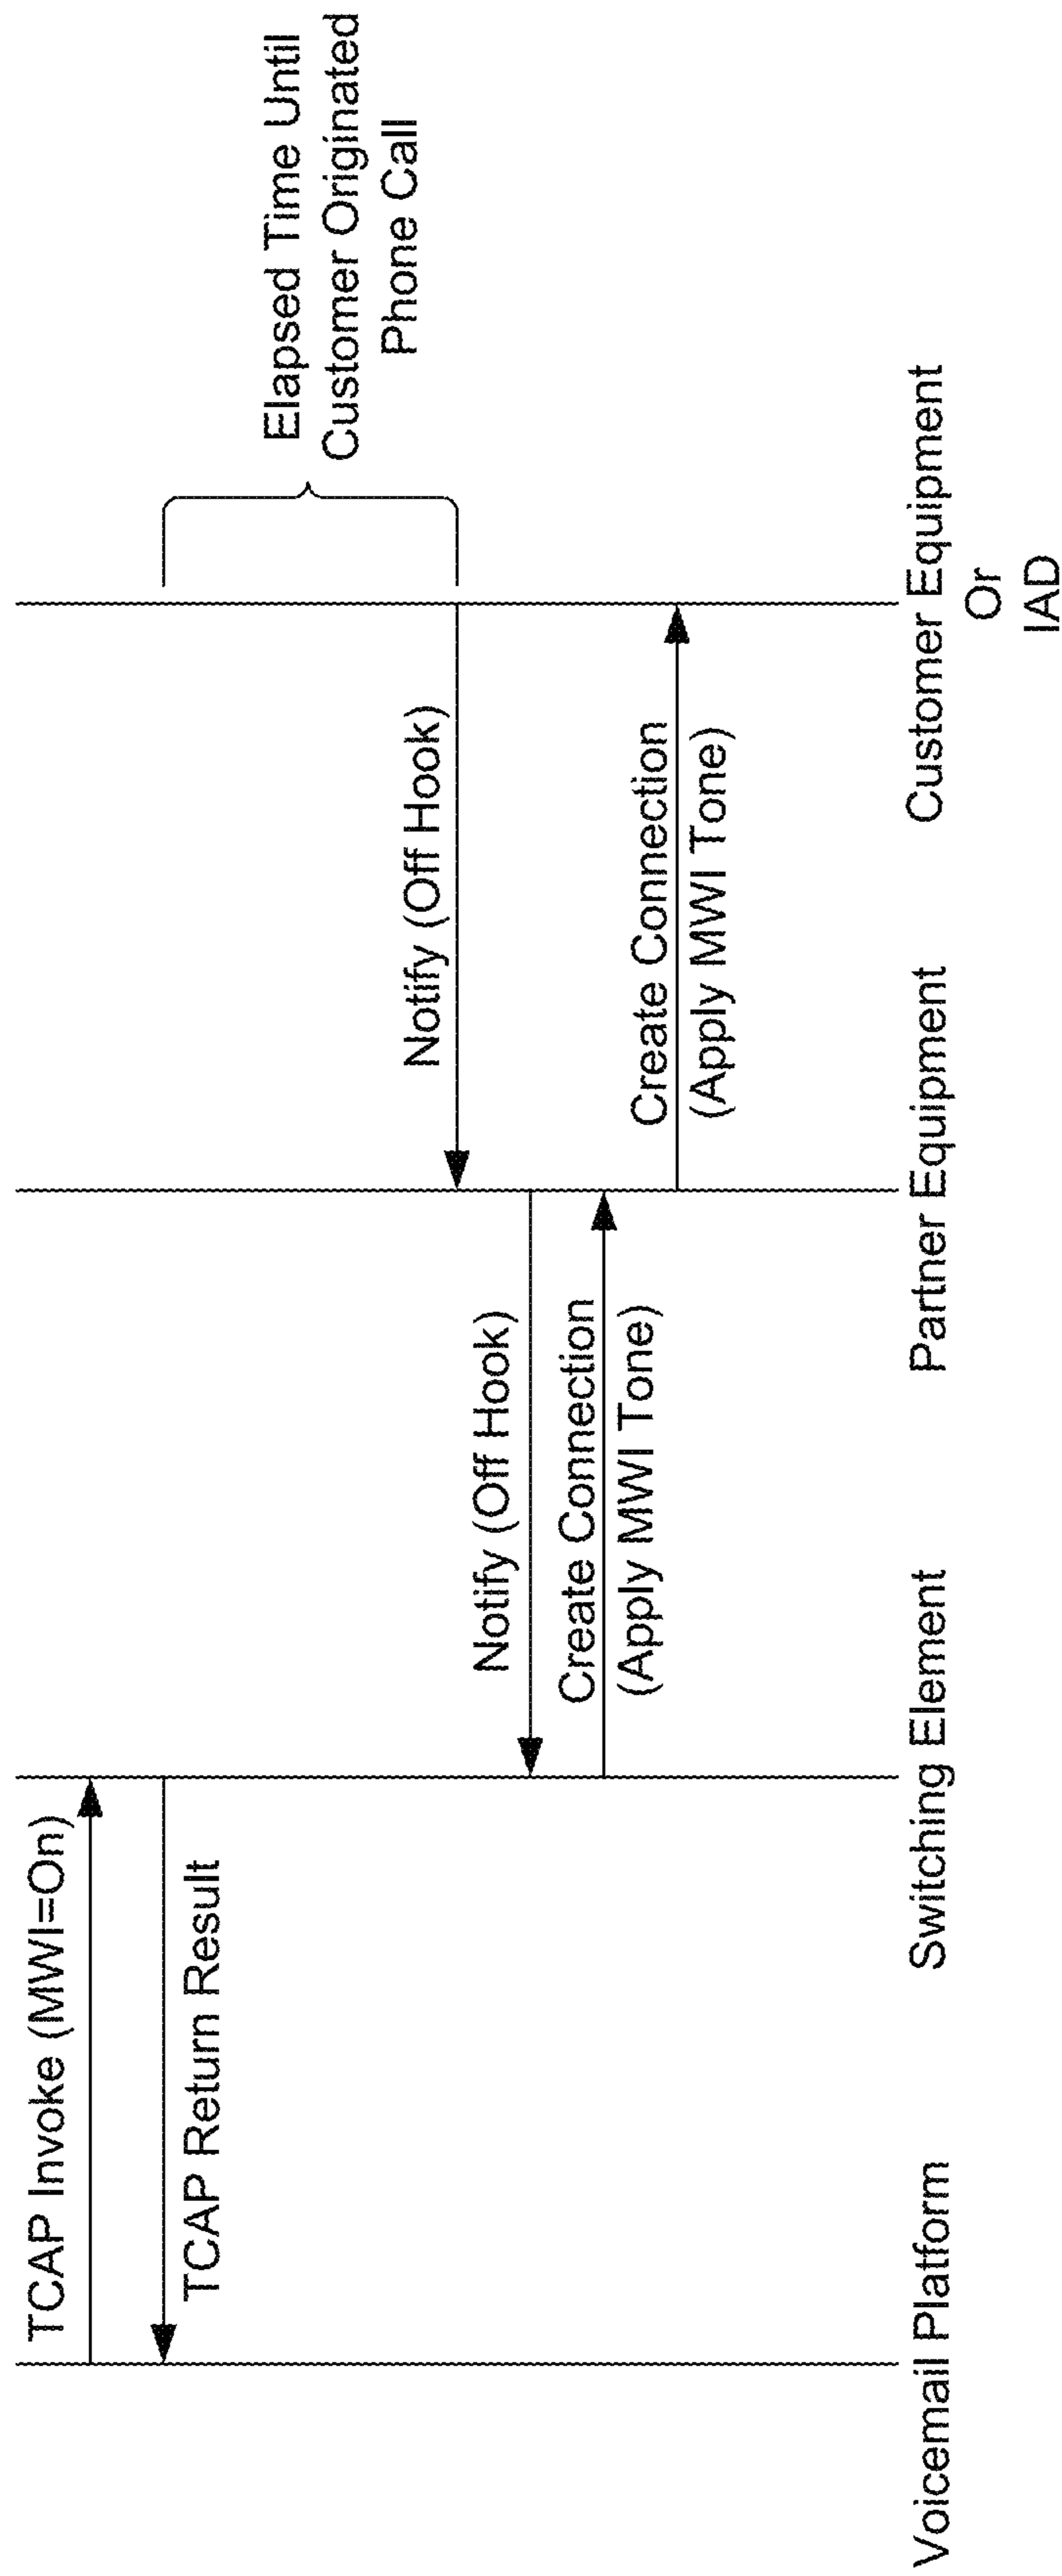 TCAP Invoke (MWI=On)
TCAP Return Result
Elapsed Time Until
Customer Originated
Phone Call
Notify (Off Hook)
Notify (Off Hook)
Create Connection
(Apply MWI Tone)
Create Connection
(Apply MWI Tone)
Voicemail Platform
Switching Element
Partner Equipment
Customer Equipment
Or
IAD